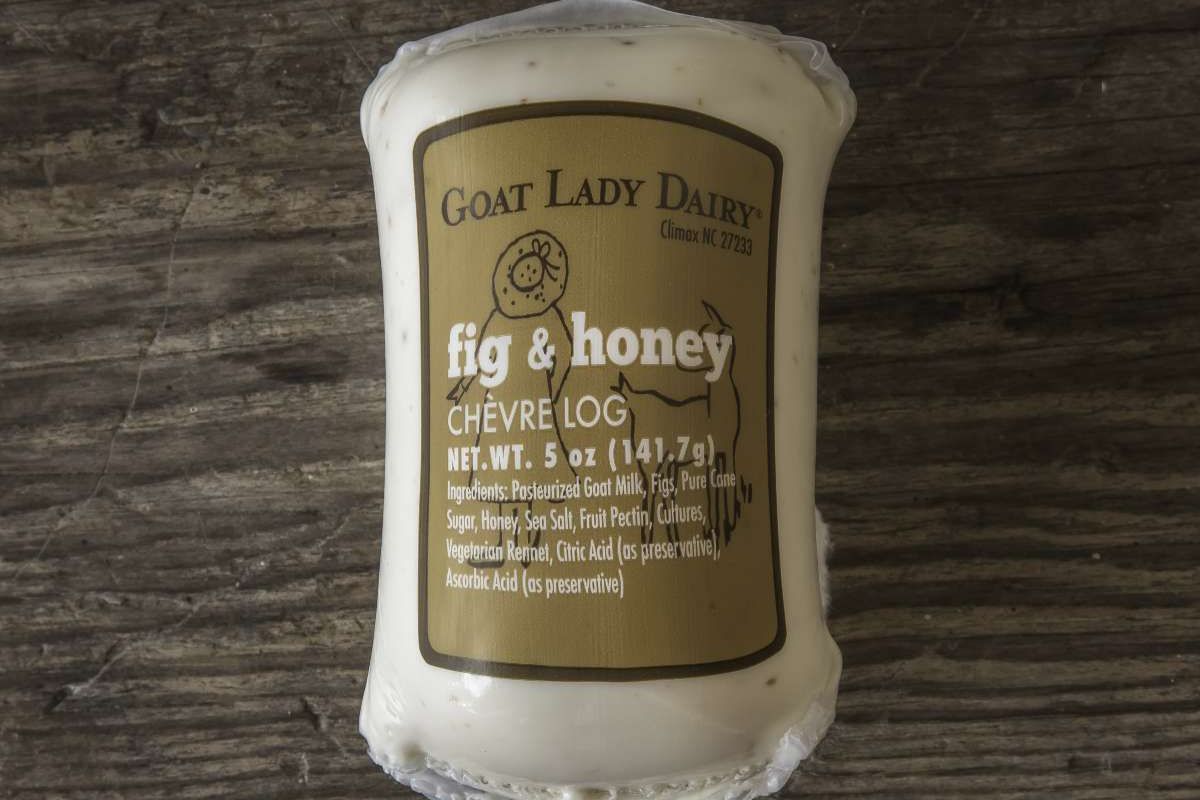 GOAT LADY DAIRY®
Climax NC 27233
fig & honey
CHÈVRE LOG
NET.WT. 5 oz (141.7g)
Ingredients: Pasteurized Goat Milk, Figs, Pure Cane
Sugar, Honey, Sea Salt, Fruit Pectin, Cultures,
Vegetarian Rennet, Citric Acid (as preservative),
Ascorbic Acid (as preservative)